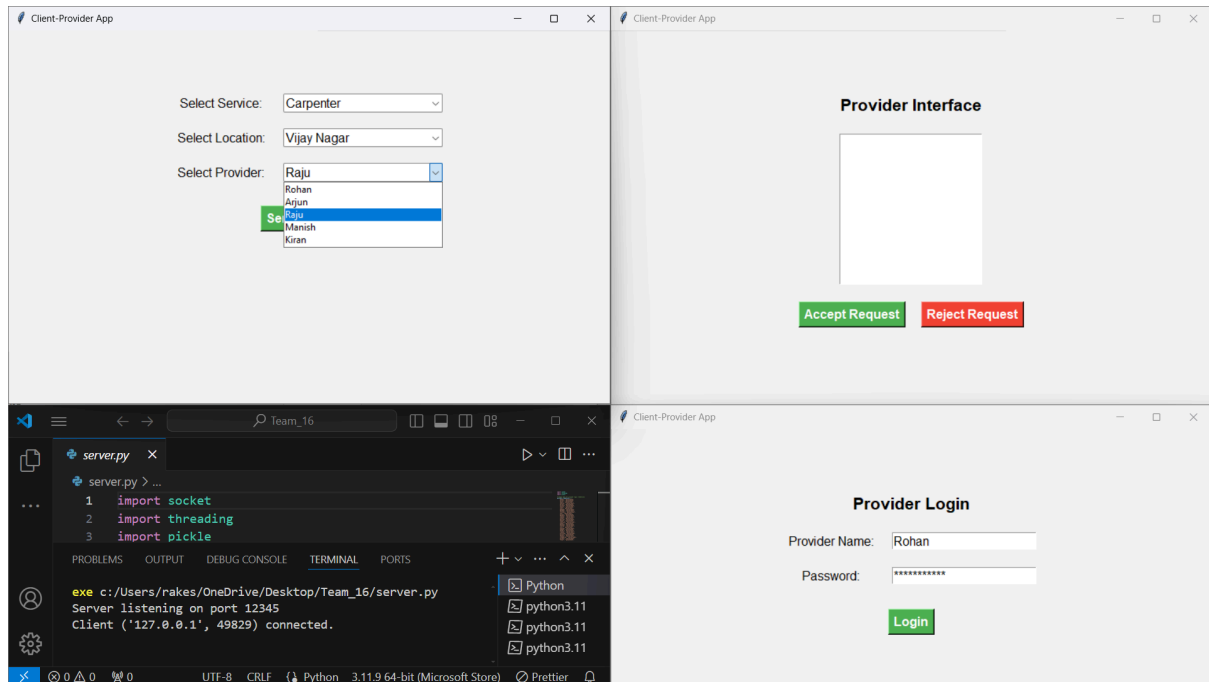 Client-Provider App
Select Service: Carpenter
Select Location: Vijay Nagar
Select Provider: Raju
Rohan
Arjun
Raju
Manish
Kiran
Client-Provider App
Provider Interface
Accept Request Reject Request
Team_16
server.py
server.py > ...
1 import socket
2 import threading
3 import pickle
PROBLEMS OUTPUT DEBUG CONSOLE TERMINAL PORTS
exe c:/Users/rakes/OneDrive/Desktop/Team_16/server.py
Server listening on port 12345
Client ('127.0.0.1', 49829) connected.
Python
python3.11
python3.11
python3.11
0 0 0 UTF-8 CRLF Python 3.11.9 64-bit (Microsoft Store) Prettier
Client-Provider App
Provider Login
Provider Name: Rohan
Password: ***********
Login